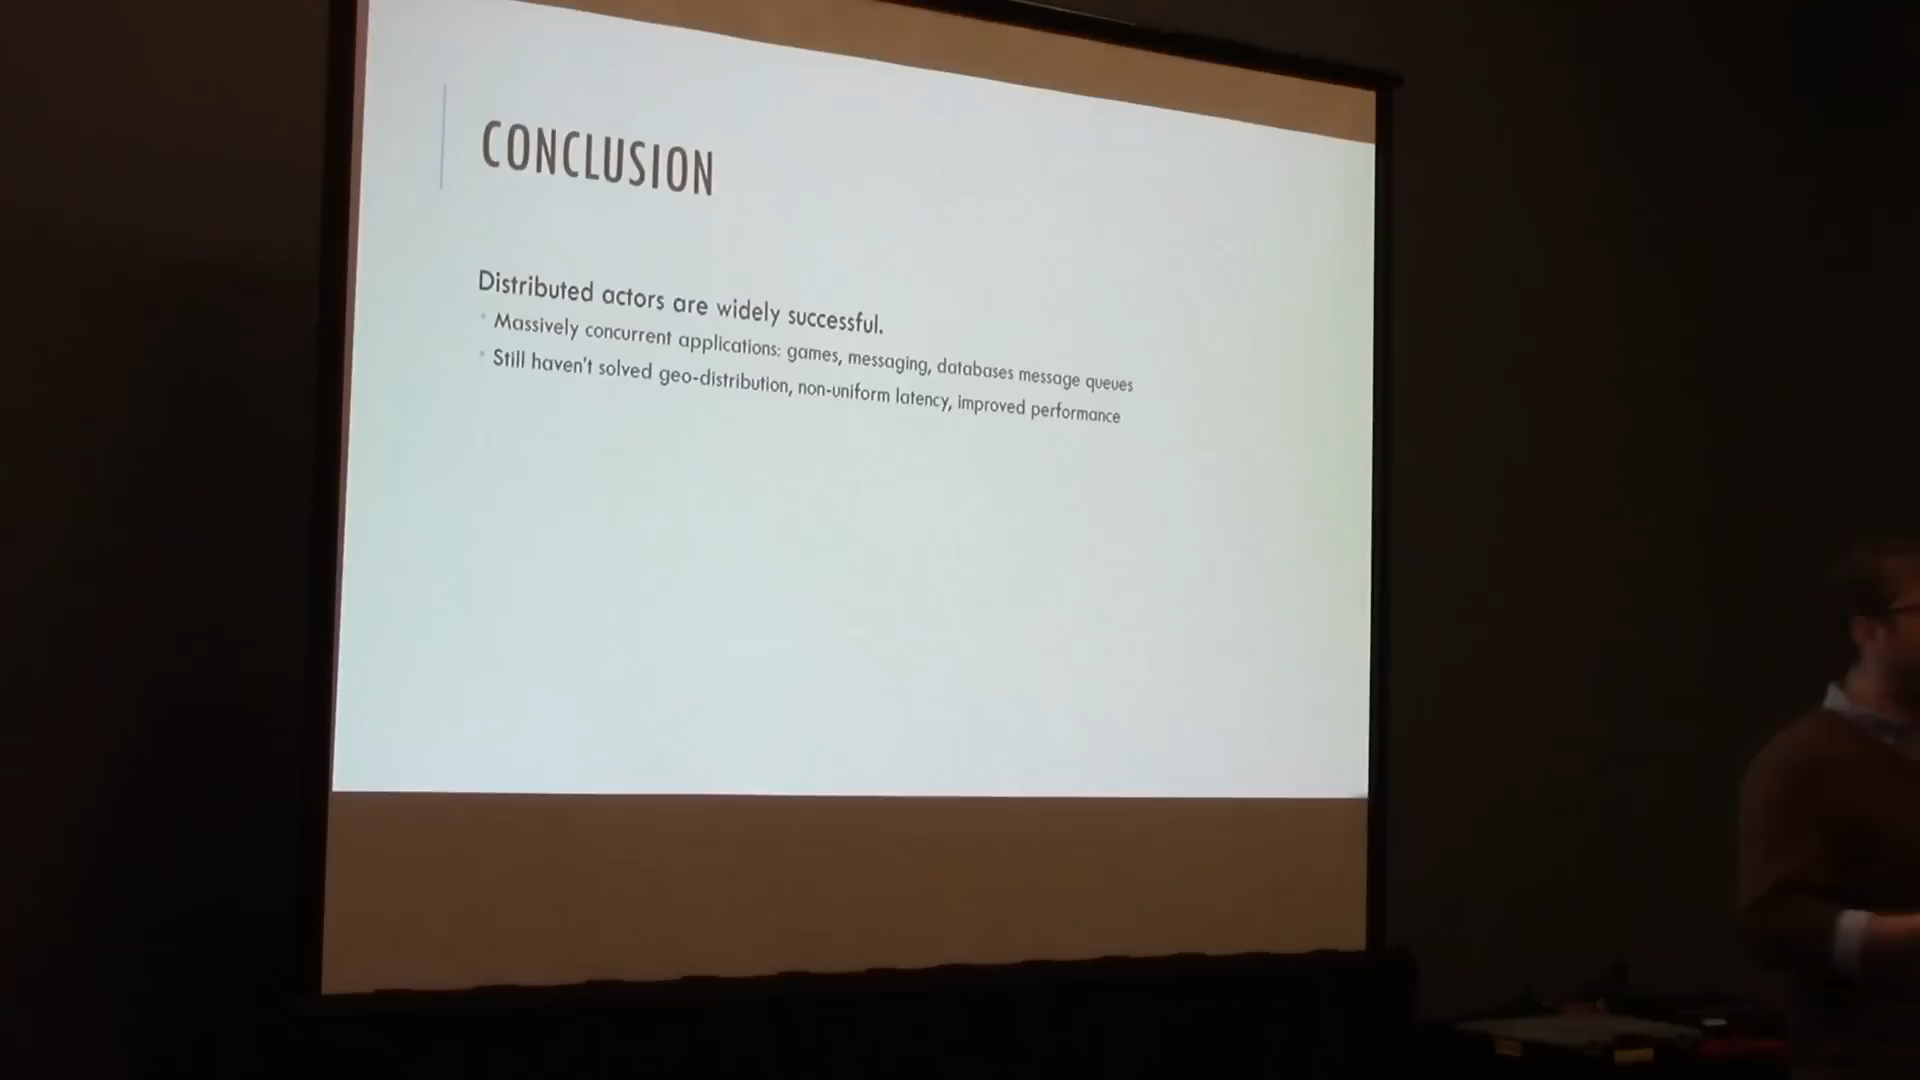 CONCLUSION
Distributed actors are widely successful.
Massively concurrent applications: games, messaging, databases message queues
Still haven't solved geo-distribution, non-uniform latency, improved performance